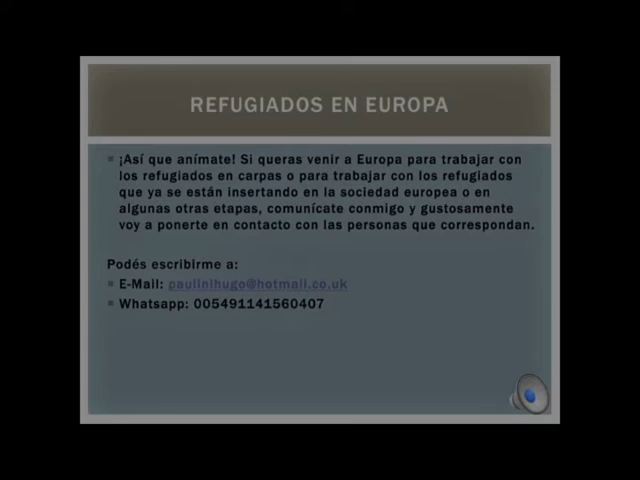 REFUGIADOS EN EUROPA
¡Así que anímate! Si queras venir a Europa para trabajar con
los refugiados en carpas o para trabajar con los refugiados
que ya se están insertando en la sociedad europea o en
algunas otras etapas, comunícate conmigo y gustosamente
voy a ponerte en contacto con las personas que correspondan.
Podés escribirme a:
E-Mail: paulinihugo@hotmail.co.uk
Whatsapp: 005491141560407